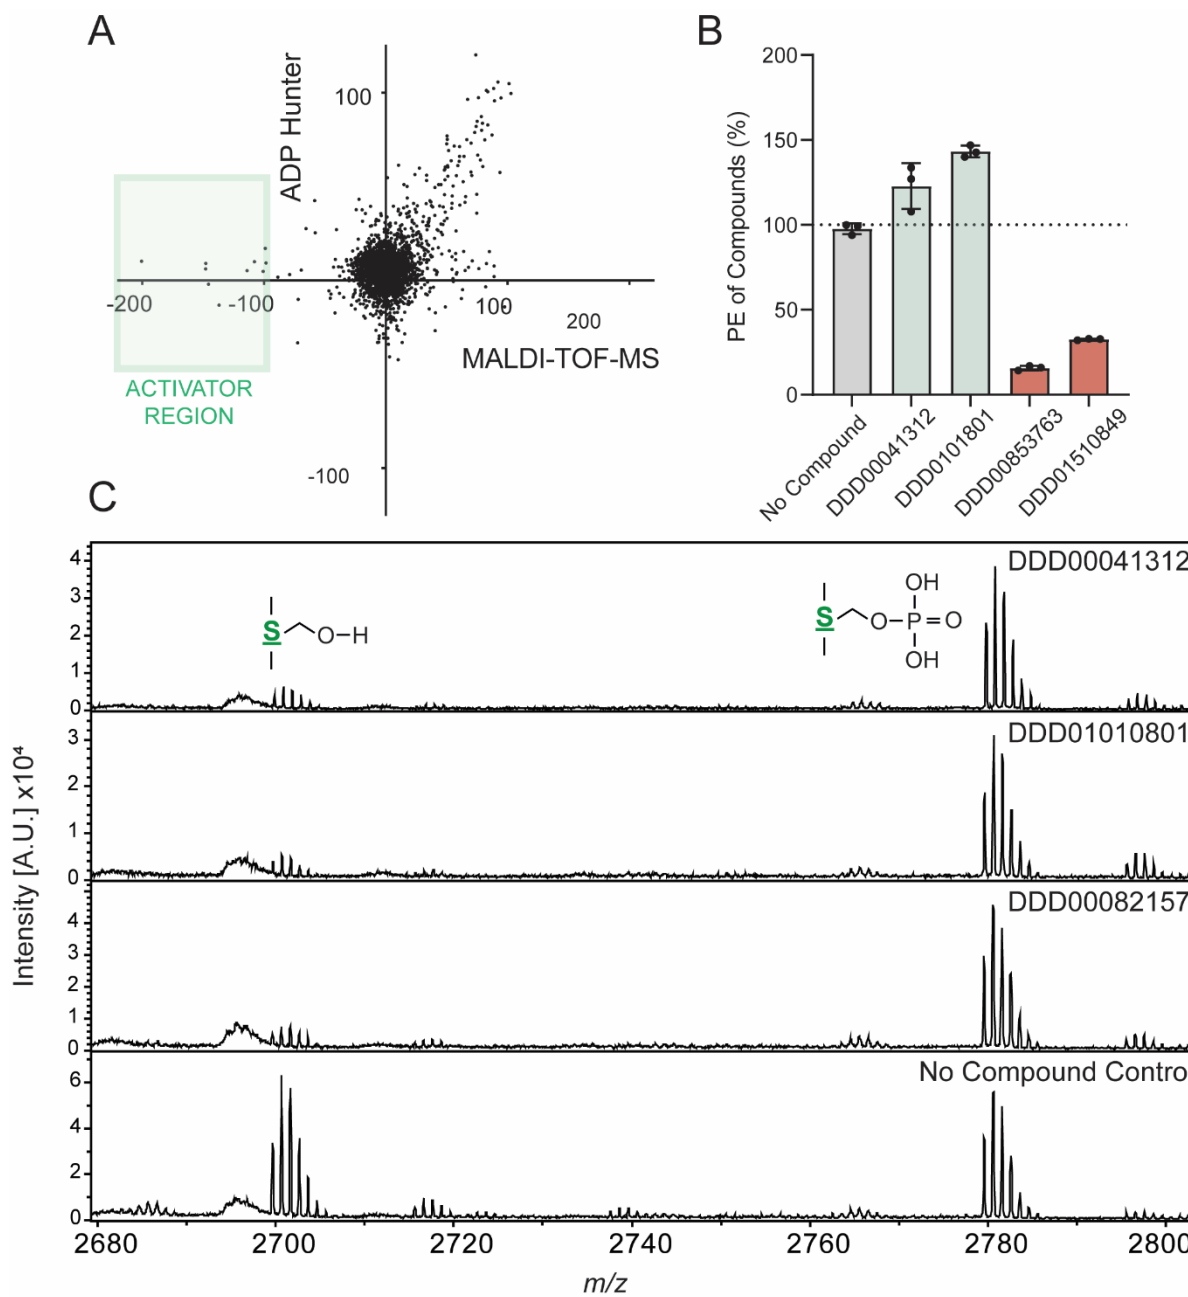 A
ADP Hunter
100
-200
-100
100
200
MALDI-TOF-MS
ACTIVATOR
REGION
-100
B
PE of Compounds (%)
200
150
100
50
0
No Compound
DDD00041312
DDD0101801
DDD00853763
DDD01510849
C
Intensity [A.U.] x10⁴
4
3
2
1
0
S
O-H
S
O-P=O
OH
OH
DDD00041312
3
2
1
0
DDD01010801
4
3
2
1
0
DDD00082157
6
4
2
0
No Compound Contro
2680
2700
2720
2740
2760
2780
2800
m/z